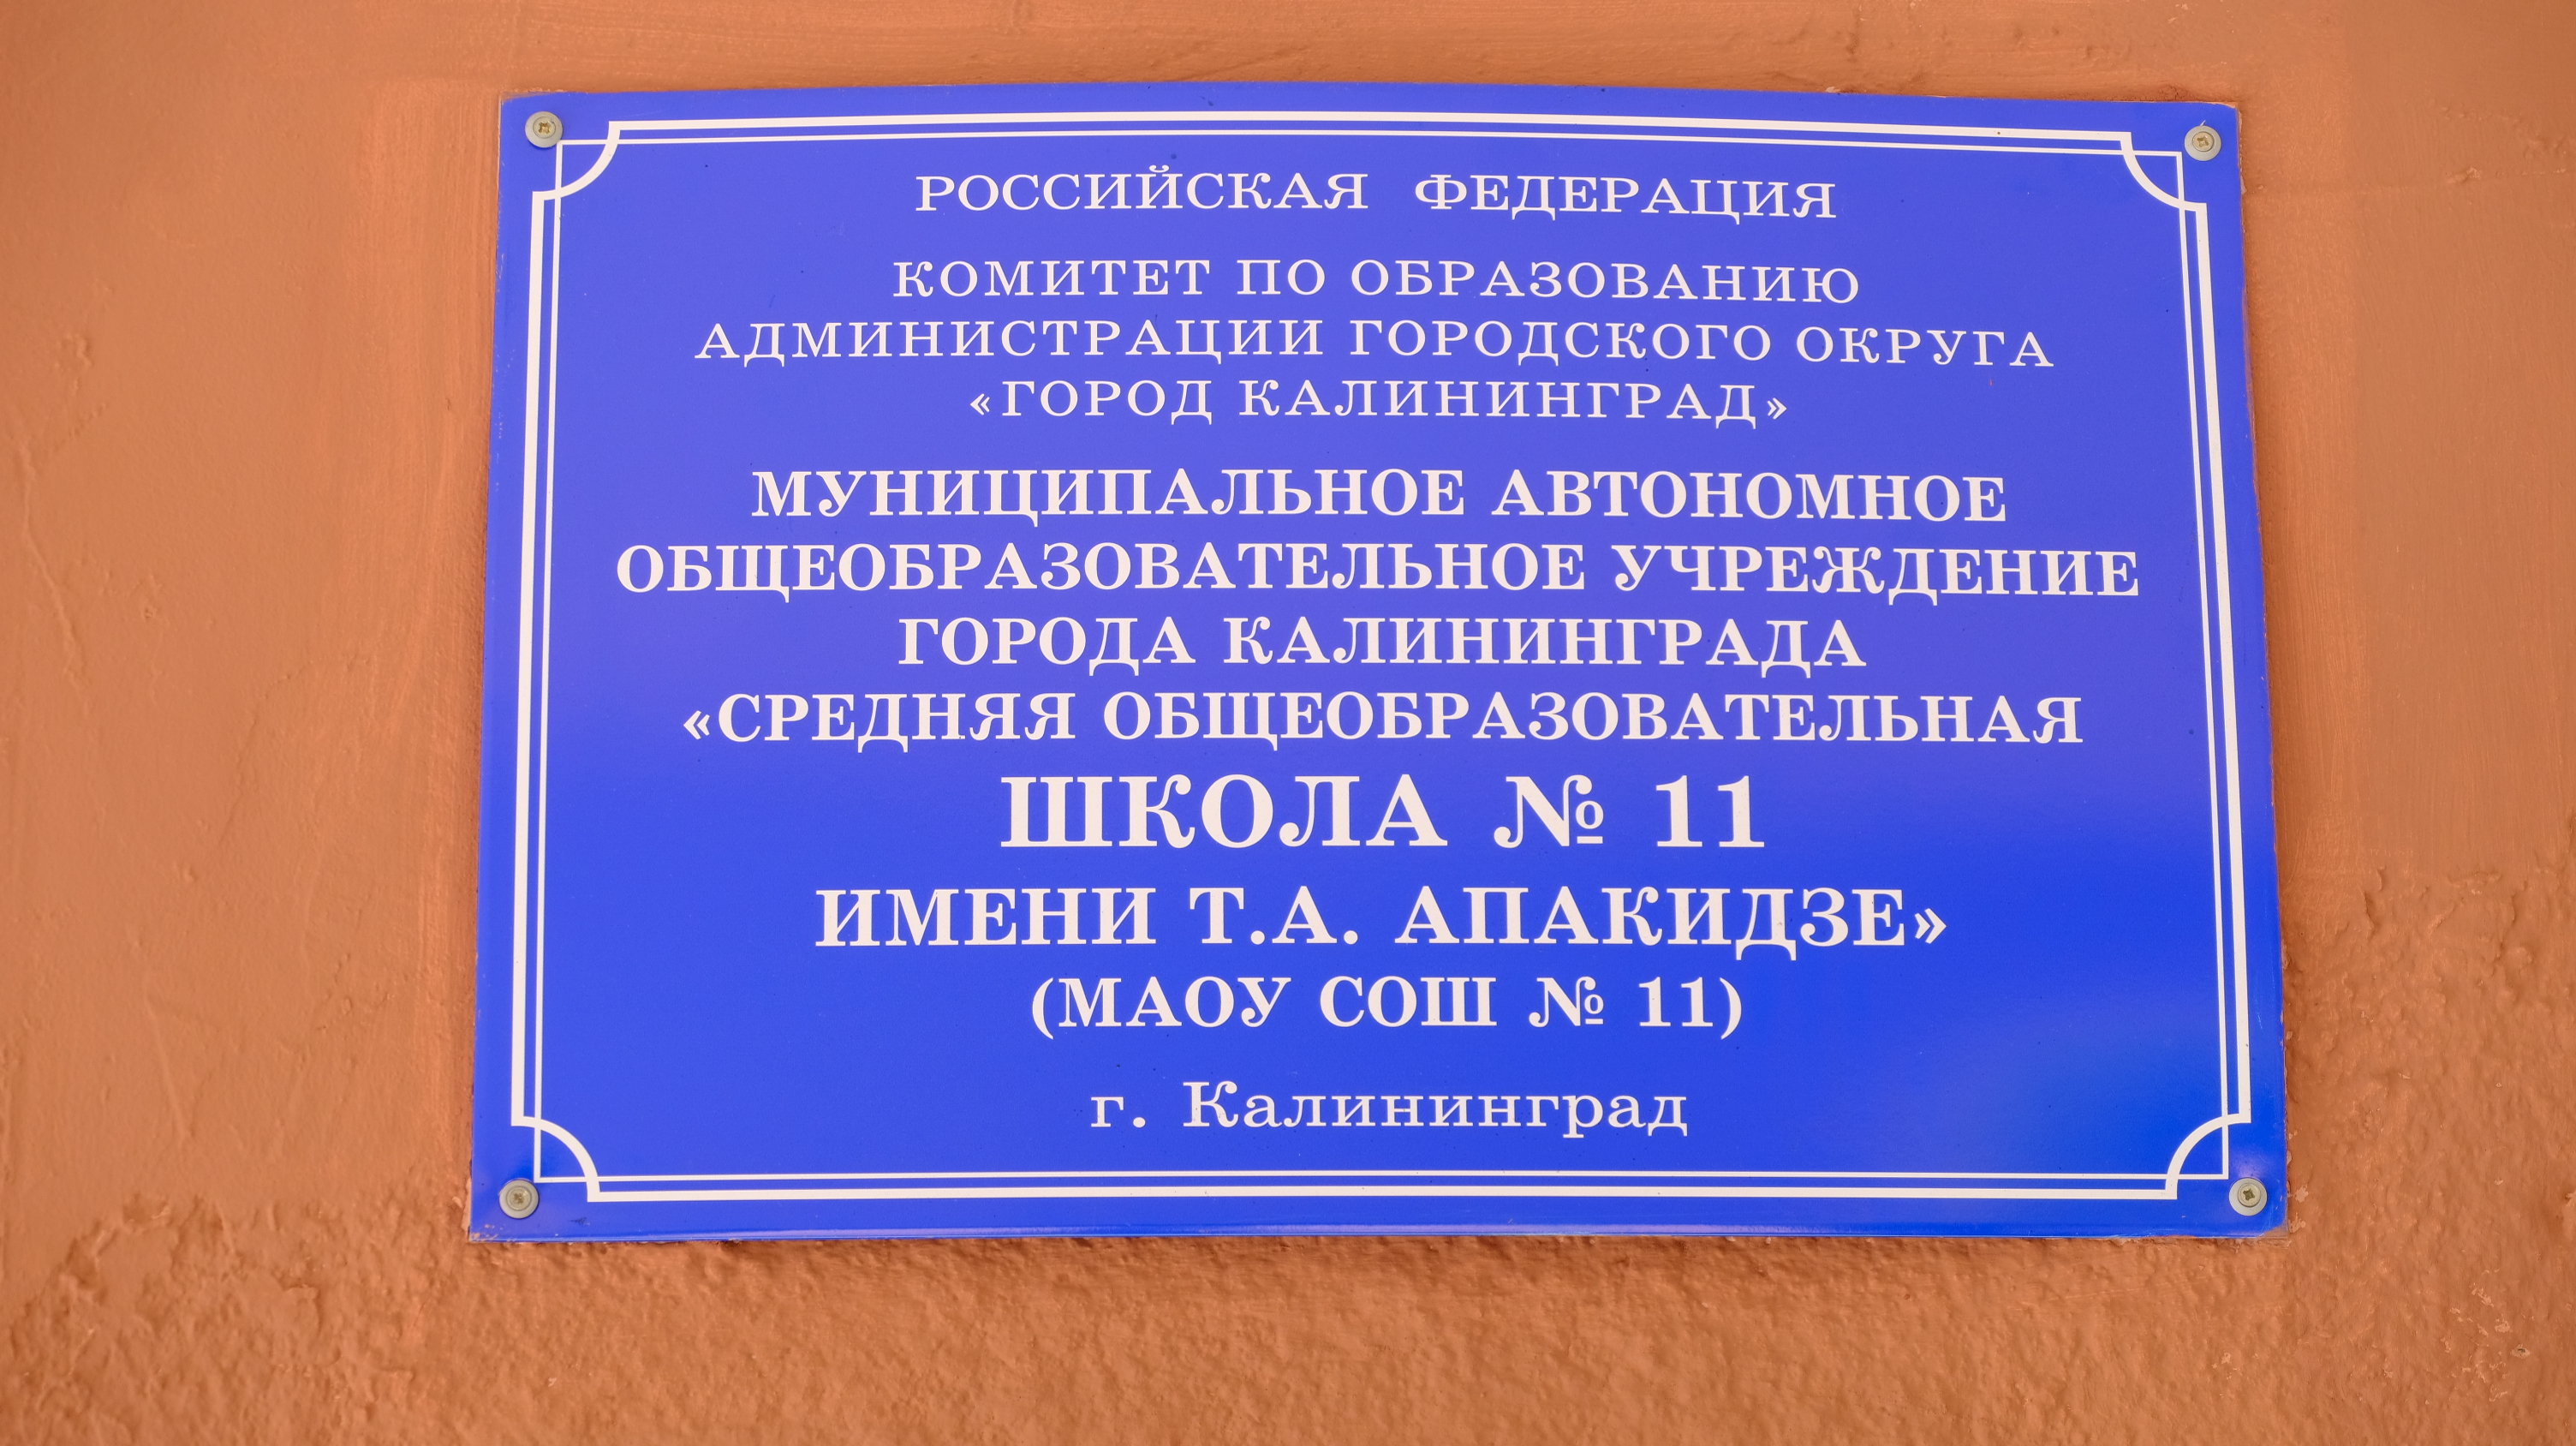 РОССИЙСКАЯ ФЕДЕРАЦИЯ
КОМИТЕТ ПО ОБРАЗОВАНИЮ
АДМИНИСТРАЦИИ ГОРОДСКОГО ОКРУГА
«ГОРОД КАЛИНИНГРАД»
МУНИЦИПАЛЬНОЕ АВТОНОМНОЕ
ОБЩЕОБРАЗОВАТЕЛЬНОЕ УЧРЕЖДЕНИЕ
ГОРОДА КАЛИНИНГРАДА
«СРЕДНЯЯ ОБЩЕОБРАЗОВАТЕЛЬНАЯ
ШКОЛА № 11
ИМЕНИ Т.А. АПАКИДЗЕ»
(МАОУ СОШ № 11)
г. Калининград